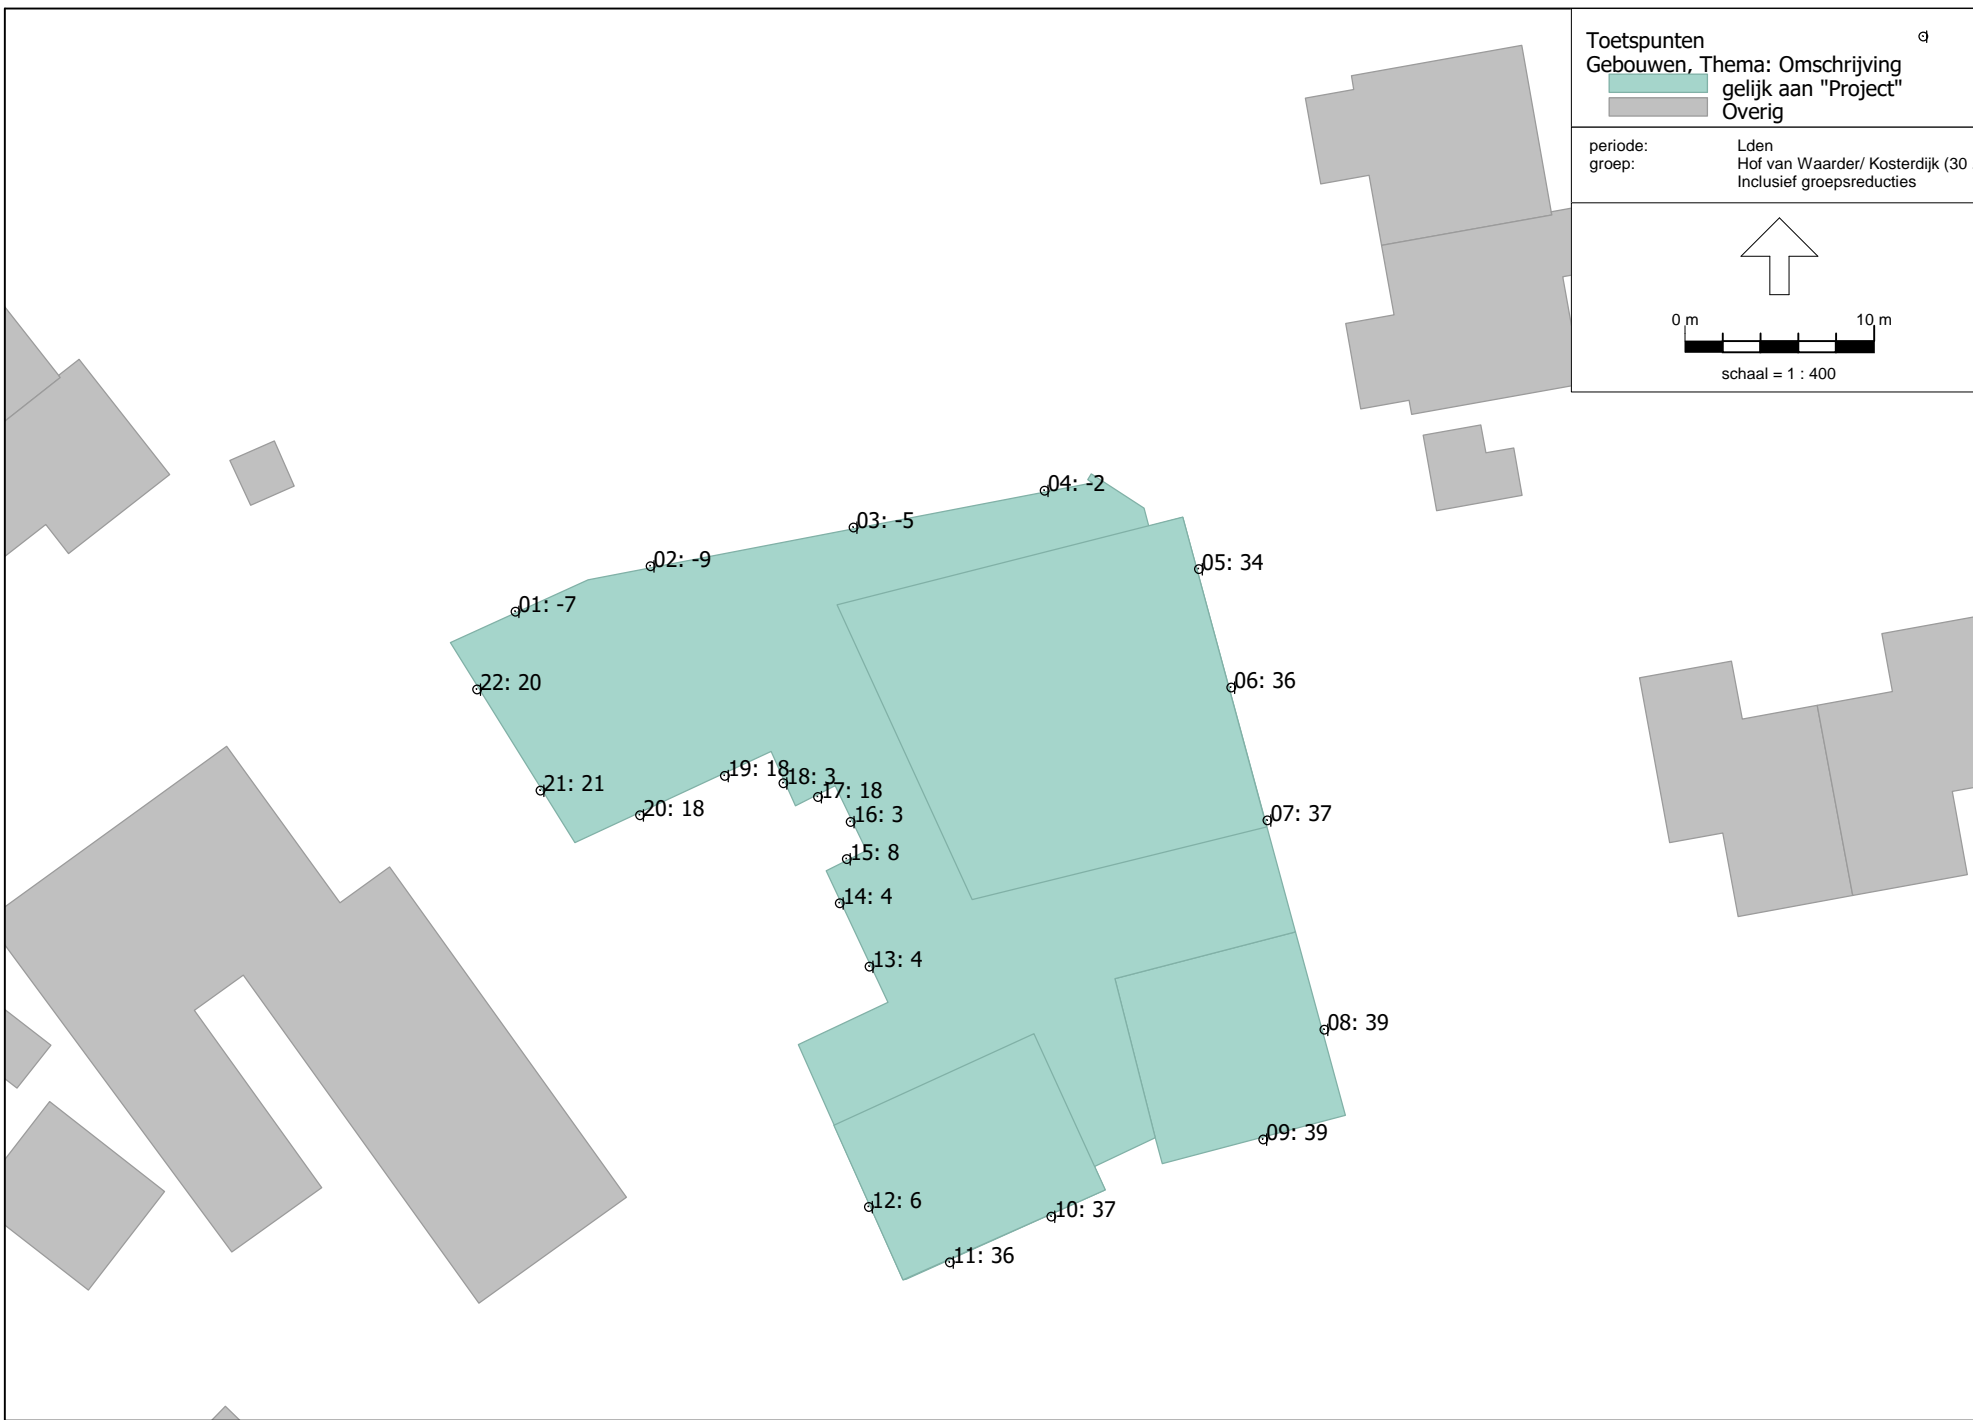 Toetspunten
Gebouwen, Thema: Omschrijving
gelijk aan "Project"
Overig
periode: Lden
groep: Hof van Waarder/ Kosterdijk (30
Inclusief groepsreducties
0 m 10 m
schaal = 1 : 400
04: -2
03: -5
02: -9
05: 34
01: -7
22: 20
06: 36
19: 18
18: 3
21: 21
17: 18
20: 18
16: 3
07: 37
15: 8
14: 4
13: 4
08: 39
09: 39
12: 6
10: 37
11: 36